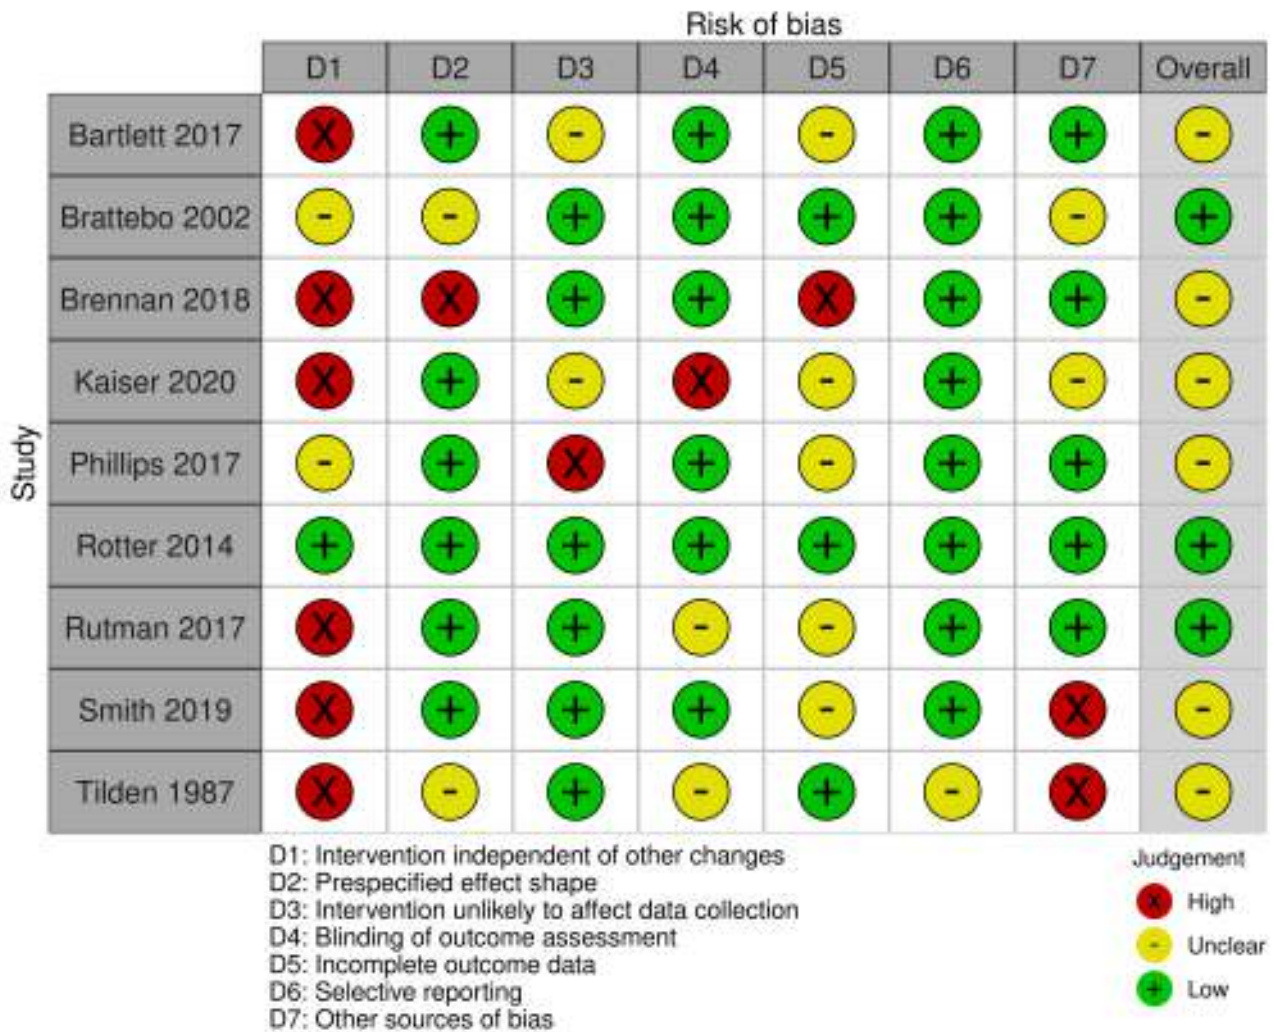 Risk of bias
D1 D2 D3 D4 D5 D6 D7 Overall
Study
Bartlett 2017 X + - + - + + -
Brattebo 2002 - - + + + + - +
Brennan 2018 X X + + X + + -
Kaiser 2020 X + - X - + - -
Phillips 2017 - + X + - + + -
Rotter 2014 + + + + + + + +
Rutman 2017 X + + - - + + +
Smith 2019 X + + + - + X -
Tilden 1987 X - + - + - X -
D1: Intervention independent of other changes
D2: Prespecified effect shape
D3: Intervention unlikely to affect data collection
D4: Blinding of outcome assessment
D5: Incomplete outcome data
D6: Selective reporting
D7: Other sources of bias
Judgement
X High
- Unclear
+ Low